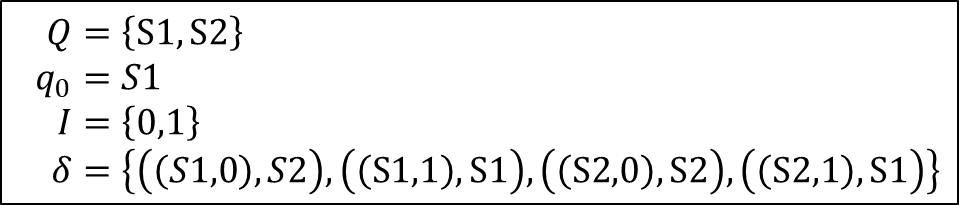 Q = {S1,S2}
q₀ = S1
I = {0,1}
δ = {((S1,0),S2),((S1,1),S1),((S2,0),S2),((S2,1),S1)}